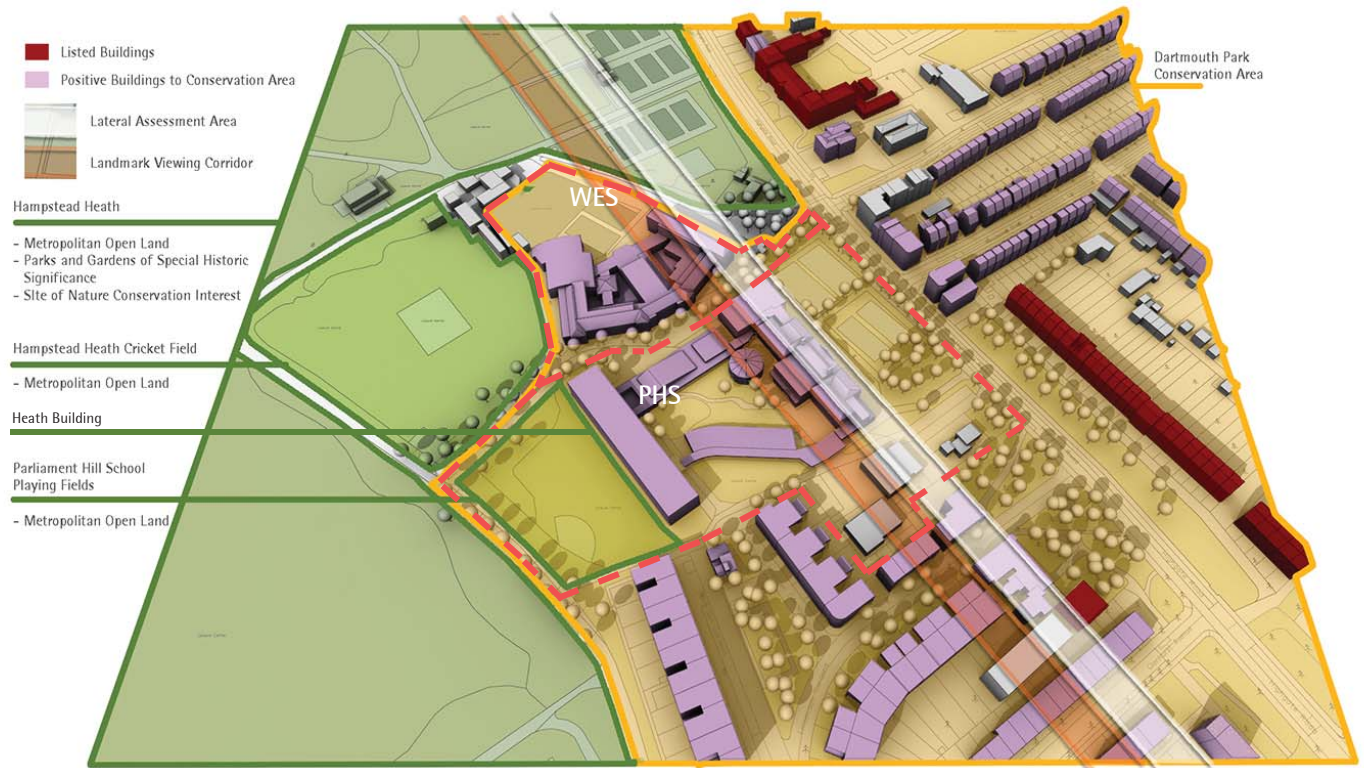 Listed Buildings
Positive Buildings to Conservation Area
Lateral Assessment Area
Landmark Viewing Corridor
Hampstead Heath
- Metropolitan Open Land
- Parks and Gardens of Special Historic
Significance
- SIte of Nature Conservation Interest
Hampstead Heath Cricket Field
- Metropolitan Open Land
Heath Building
Parliament Hill School
Playing Fields
- Metropolitan Open Land
Dartmouth Park
Conservation Area
WES
PHS